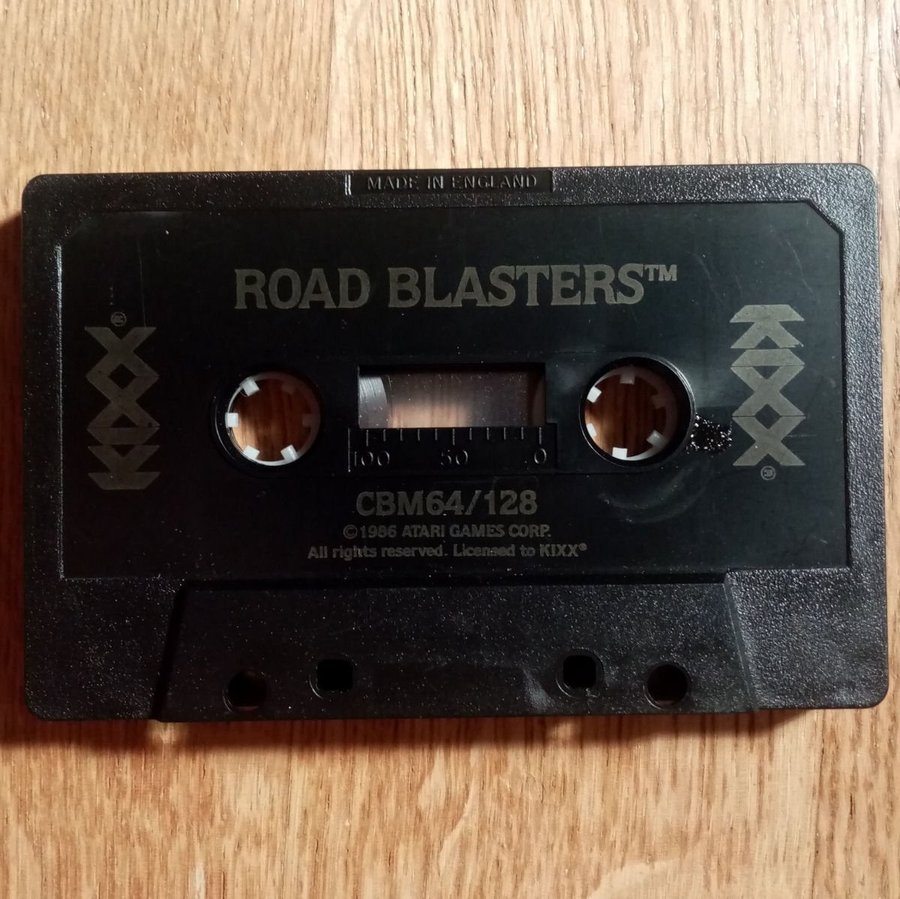 MADE IN ENGLAND
ROAD BLASTERS™
KIXX®
KIXX®
100 50 0
CBM64/128
©1986 ATARI GAMES CORP.
All rights reserved. Licensed to KIXX®